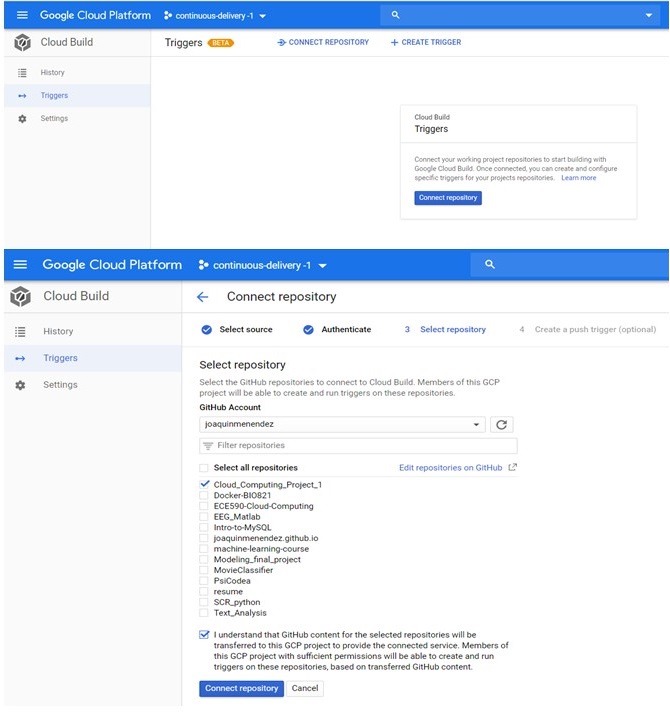 Google Cloud Platform continuous-delivery -1
Cloud Build Triggers BETA CONNECT REPOSITORY + CREATE TRIGGER
History
Triggers
Settings
Cloud Build
Triggers
Connect your working project repositories to start building with
Google Cloud Build. Once connected, you can create and configure
specific triggers for your projects repositories. Learn more
Connect repository
Google Cloud Platform continuous-delivery -1
Cloud Build Connect repository
History
Triggers
Settings
Select source Authenticate 3 Select repository 4 Create a push trigger (optional)
Select repository
Select the GitHub repositories to connect to Cloud Build. Members of this GCP
project will be able to create and run triggers on these repositories.
GitHub Account
joaquinmenendez
Filter repositories
Select all repositories Edit repositories on GitHub
Cloud_Computing_Project_1
Docker-BIO821
ECE590-Cloud-Computing
EEG_Matlab
Intro-to-MySQL
joaquinmenendez.github.io
machine-learning-course
Modeling_final_project
MovieClassifier
PsiCodea
resume
SCR_python
Text_Analysis
I understand that GitHub content for the selected repositories will be
transferred to this GCP project to provide the connected service. Members of
this GCP project with sufficient permissions will be able to create and run
triggers on these repositories, based on transferred GitHub content.
Connect repository Cancel